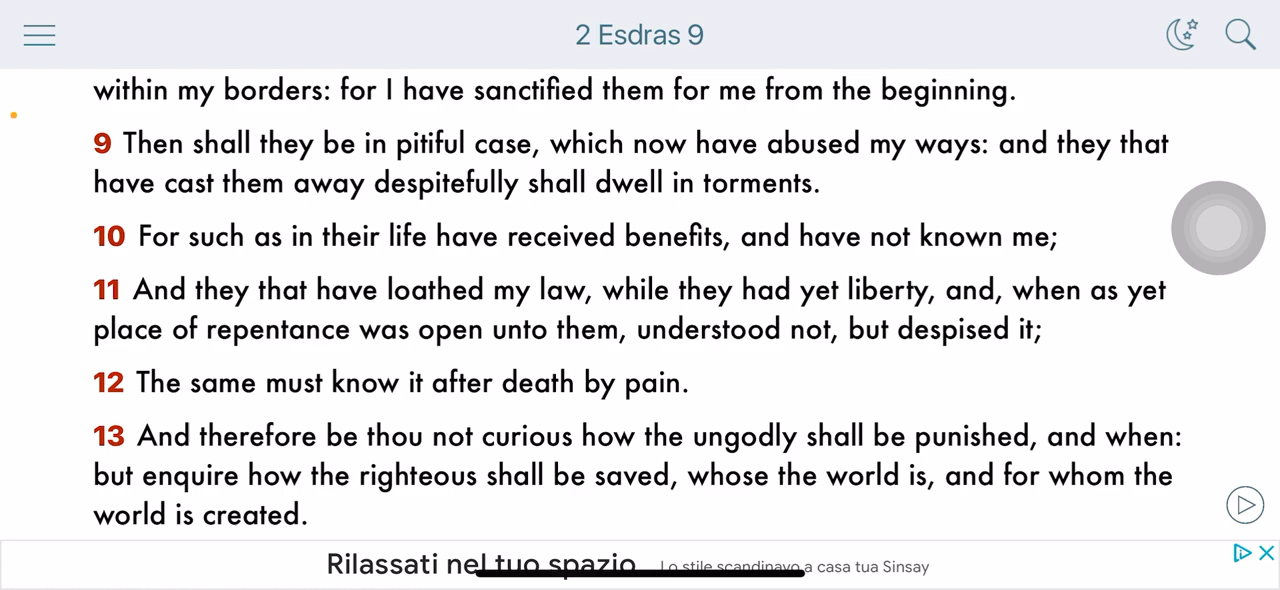 2 Esdras 9
within my borders: for I have sanctified them for me from the beginning.
9 Then shall they be in pitiful case, which now have abused my ways: and they that
have cast them away despitefully shall dwell in torments.
10 For such as in their life have received benefits, and have not known me;
11 And they that have loathed my law, while they had yet liberty, and, when as yet
place of repentance was open unto them, understood not, but despised it;
12 The same must know it after death by pain.
13 And therefore be thou not curious how the ungodly shall be punished, and when:
but enquire how the righteous shall be saved, whose the world is, and for whom the
world is created.
Rilassati nel tuo spazio Lo stile scandinavo a casa tua Sinsay